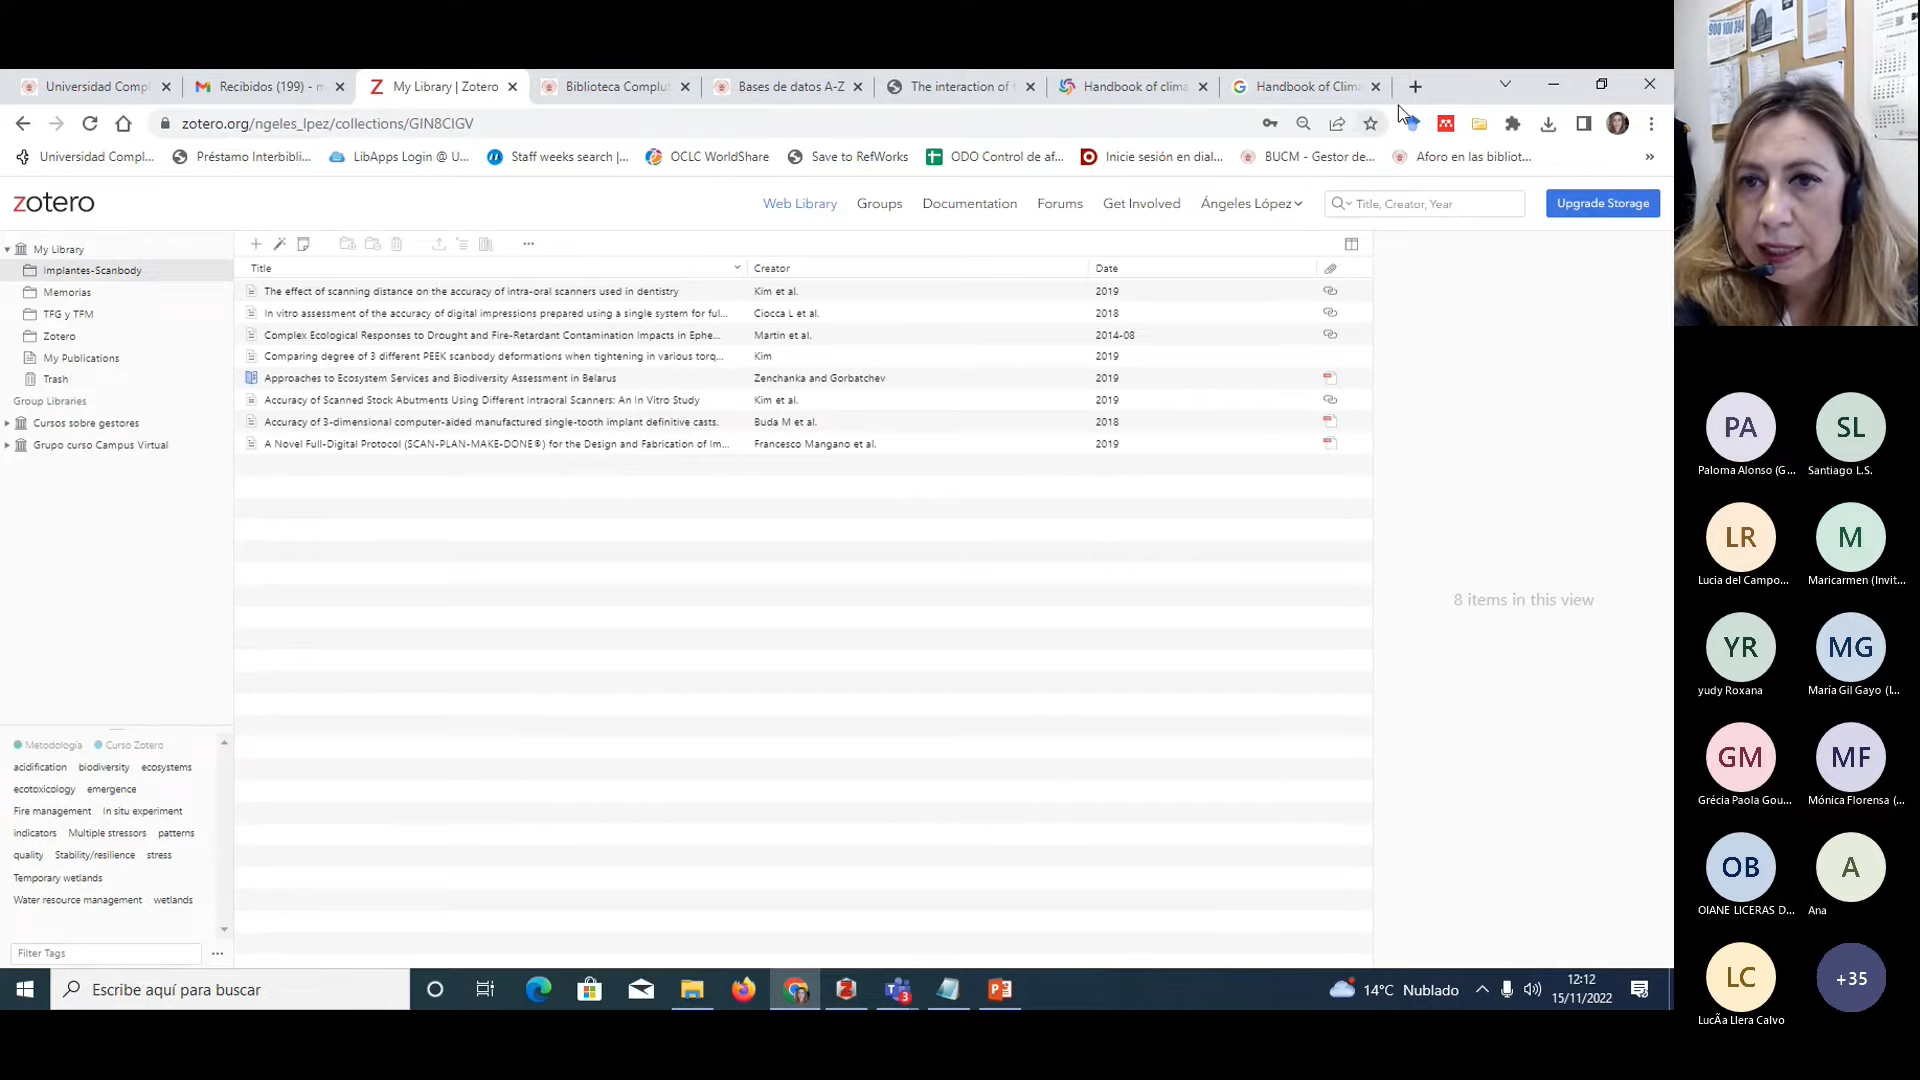 Universidad Compl
Recibidos (199) - m
My Library | Zotero
Biblioteca Complut
Bases de datos A-Z
The interaction of
Handbook of clima
Handbook of Clima
zotero.org/ngeles_lpez/collections/GIN8CIGV
Universidad Compl...
Préstamo Interbibli...
LibApps Login @ U...
Staff weeks search |...
OCLC WorldShare
Save to RefWorks
ODO Control de af...
Inicie sesión en dial...
BUCM - Gestor de...
Aforo en las bibliot...
zotero
Web Library
Groups
Documentation
Forums
Get Involved
Ángeles López
Title, Creator, Year
Upgrade Storage
My Library
Implantes-Scanbody
Memorias
TFG y TFM
Zotero
My Publications
Trash
Group Libraries
Cursos sobre gestores
Grupo curso Campus Virtual
Title Creator Date
The effect of scanning distance on the accuracy of intra-oral scanners used in dentistry Kim et al. 2019
In vitro assessment of the accuracy of digital impressions prepared using a single system for ful... Ciocca L et al. 2018
Complex Ecological Responses to Drought and Fire-Retardant Contamination Impacts in Ephe... Martin et al. 2014-08
Comparing degree of 3 different PEEK scanbody deformations when tightening in various torq... Kim 2019
Approaches to Ecosystem Services and Biodiversity Assessment in Belarus Zenchanka and Gorbatchev 2019
Accuracy of Scanned Stock Abutments Using Different Intraoral Scanners: An In Vitro Study Kim et al. 2019
Accuracy of 3-dimensional computer-aided manufactured single-tooth implant definitive casts. Buda M et al. 2018
A Novel Full-Digital Protocol (SCAN-PLAN-MAKE-DONE®) for the Design and Fabrication of Im... Francesco Mangano et al. 2019
8 items in this view
Metodología Curso Zotero
acidification biodiversity ecosystems
ecotoxicology emergence
Fire management In situ experiment
indicators Multiple stressors patterns
quality Stability/resilience stress
Temporary wetlands
Water resource management wetlands
Filter Tags
Escribe aquí para buscar
3
14°C Nublado
12:12
15/11/2022
900 100 394
PA
Paloma Alonso (G...
SL
Santiago L.S.
LR
Lucia del Campo...
M
Maricarmen (Invit...
YR
yudy Roxana
MG
María Gil Gayo (I...
GM
Grécia Paola Gou...
MF
Mónica Florensa (...
OB
OIANE LICERAS D...
A
Ana
LC
LucÃa Llera Calvo
+35